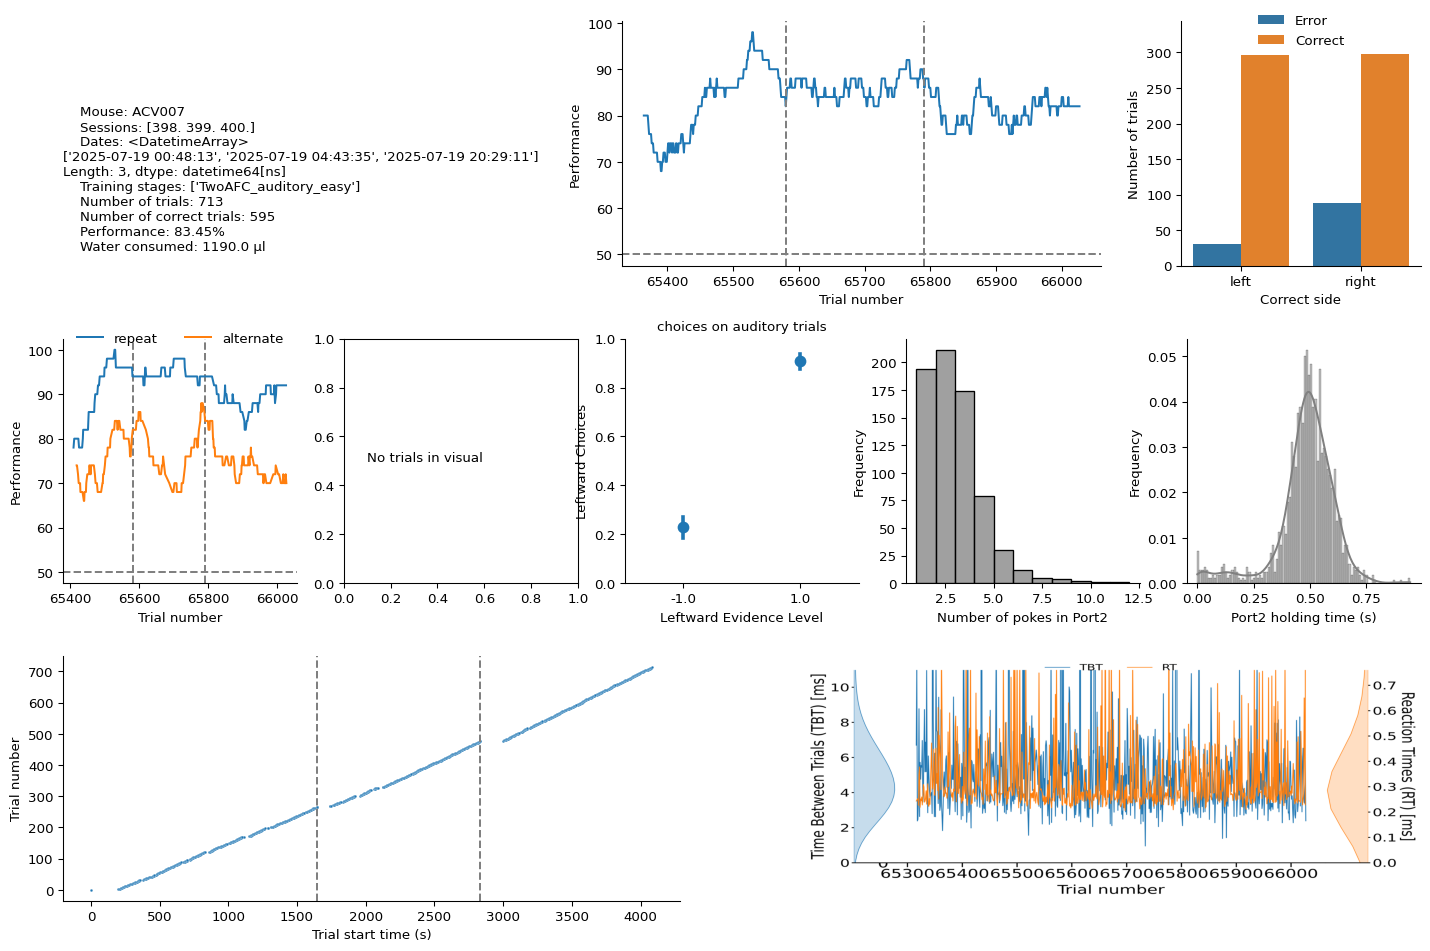 Mouse: ACV007
Sessions: [398. 399. 400.]
Dates: <DatetimeArray>
['2025-07-19 00:48:13', '2025-07-19 04:43:35', '2025-07-19 20:29:11']
Length: 3, dtype: datetime64[ns]
Training stages: ['TwoAFC_auditory_easy']
Number of trials: 713
Number of correct trials: 595
Performance: 83.45%
Water consumed: 1190.0 µl
Performance
100
90
80
70
60
50
65400 65500 65600 65700 65800 65900 66000
Trial number
Error
Correct
Number of trials
300
250
200
150
100
50
0
left right
Correct side
repeat alternate
Performance
100
90
80
70
60
50
65400 65600 65800 66000
Trial number
1.0
0.8
0.6
0.4
0.2
0.0
No trials in visual
0.0 0.2 0.4 0.6 0.8 1.0
choices on auditory trials
Leftward Choices
1.0
0.8
0.6
0.4
0.2
0.0
-1.0 1.0
Leftward Evidence Level
Frequency
200
175
150
125
100
75
50
25
0
2.5 5.0 7.5 10.0 12.5
Number of pokes in Port2
Frequency
0.05
0.04
0.03
0.02
0.01
0.00
0.00 0.25 0.50 0.75
Port2 holding time (s)
Trial number
700
600
500
400
300
200
100
0
0 500 1000 1500 2000 2500 3000 3500 4000
Trial start time (s)
TBT RT
Time Between Trials (TBT) [ms]
10
8
6
4
2
0
0
65300 65400 65500 65600 65700 65800 65900 66000
Trial number
0.7
0.6
0.5
0.4
0.3
0.2
0.1
0.0
Reaction Times (RT) [ms]